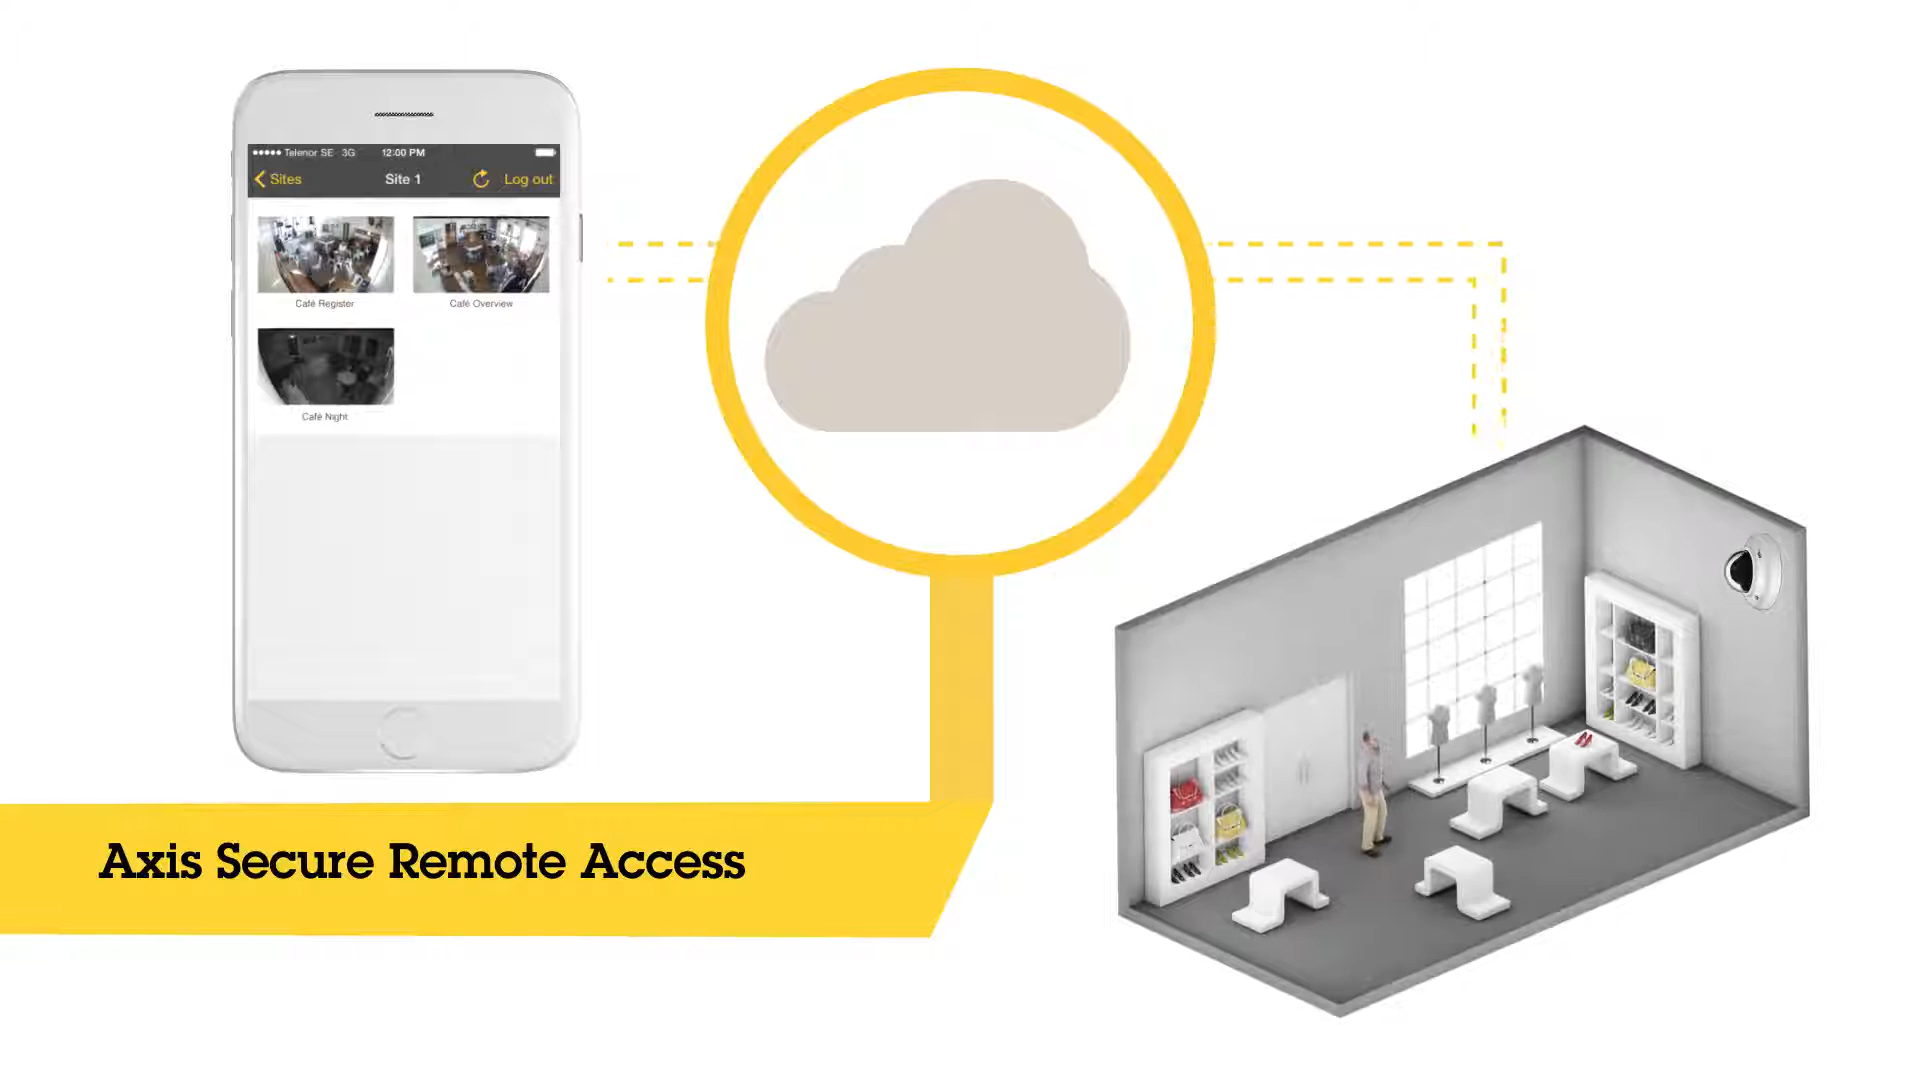 Telenor SE 3G 12:00 PM
Sites Site 1 Log out
Café Register Café Overview
Café Night
Axis Secure Remote Access